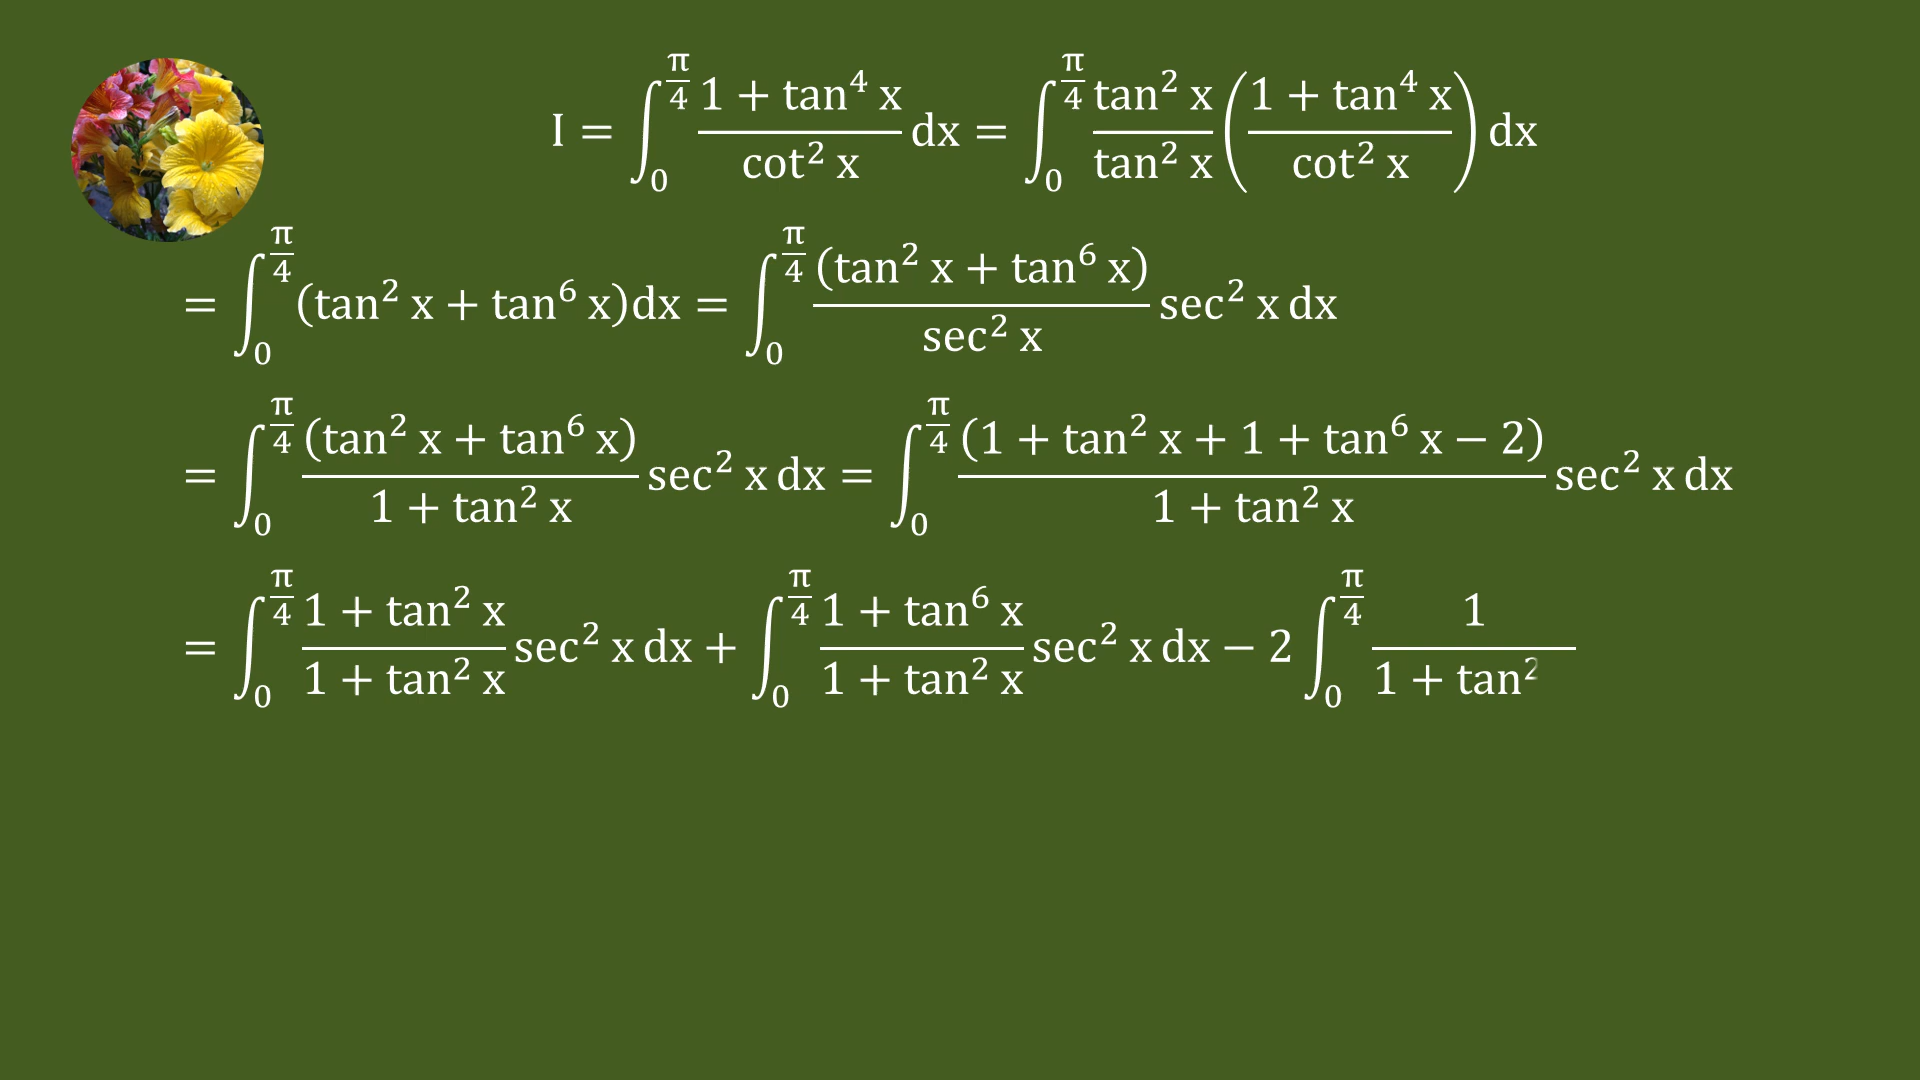 I = ∫₀^(π/4) (1 + tan⁴ x)/(cot² x) dx = ∫₀^(π/4) (tan² x)/(tan² x) ((1 + tan⁴ x)/(cot² x)) dx
= ∫₀^(π/4) (tan² x + tan⁶ x)dx = ∫₀^(π/4) (tan² x + tan⁶ x)/(sec² x) sec² x dx
= ∫₀^(π/4) (tan² x + tan⁶ x)/(1 + tan² x) sec² x dx = ∫₀^(π/4) (1 + tan² x + 1 + tan⁶ x − 2)/(1 + tan² x) sec² x dx
= ∫₀^(π/4) (1 + tan² x)/(1 + tan² x) sec² x dx + ∫₀^(π/4) (1 + tan⁶ x)/(1 + tan² x) sec² x dx − 2 ∫₀^(π/4) 1/(1 + tan²